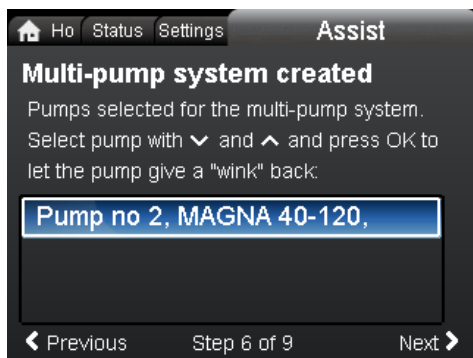 Ho Status Settings Assist
Multi-pump system created
Pumps selected for the multi-pump system.
Select pump with and and press OK to
let the pump give a "wink" back:
Pump no 2, MAGNA 40-120,
Previous Step 6 of 9 Next